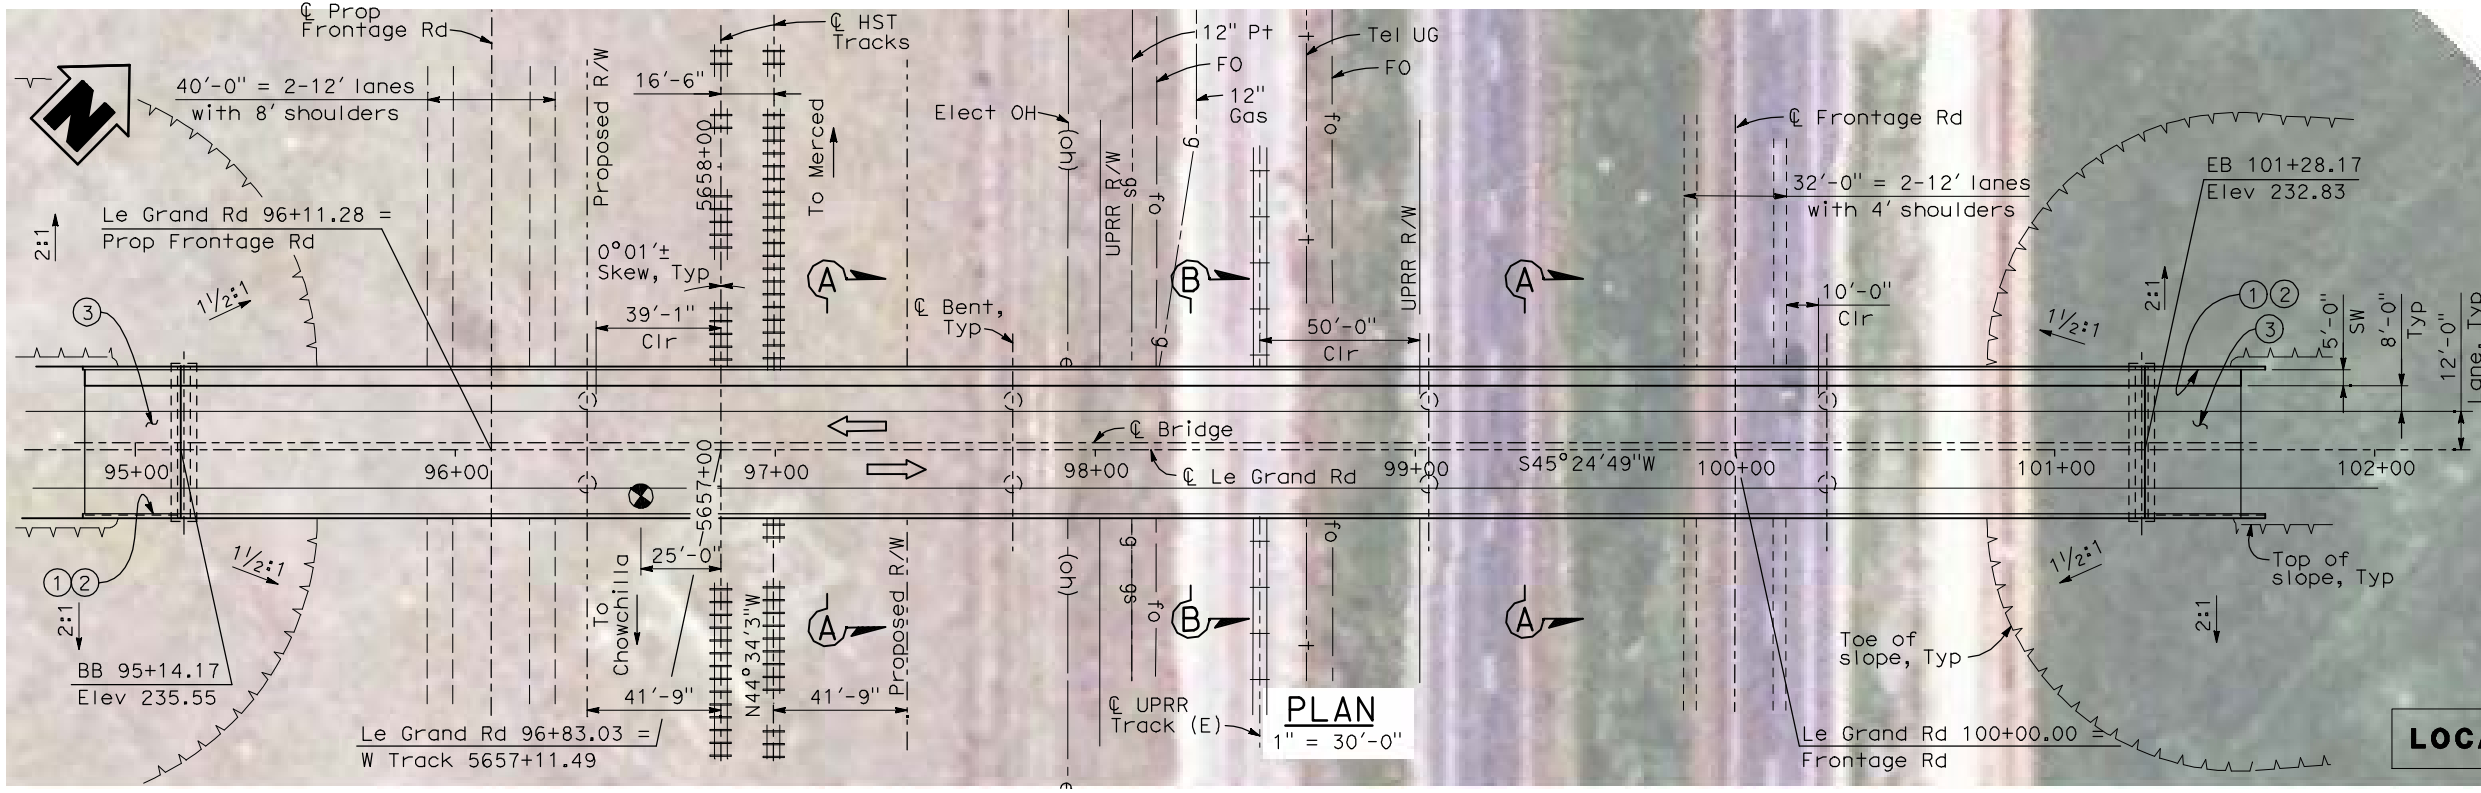 ℄ Prop
Frontage Rd
℄ HST
Tracks
12" Pt
FO
12"
Gas
Tel UG
FO
N
40'-0" = 2-12' lanes
with 8' shoulders
Proposed R/W
16'-6"
5658+00
To Merced
Elect OH
(oh)
UPRR R/W
gs
fo
g
fo
UPRR R/W
℄ Frontage Rd
32'-0" = 2-12' lanes
with 4' shoulders
EB 101+28.17
Elev 232.83
2:1
Le Grand Rd 96+11.28 =
Prop Frontage Rd
1 1/2:1
0°01'±
Skew, Typ
39'-1"
Clr
A
B
A
℄ Bent,
Typ
50'-0"
Clr
10'-0"
Clr
1 1/2:1
2:1
1 2
3
5'-0"
SW
8'-0"
Typ
12'-0"
Lane, Typ
3
e
g
℄ Bridge
95+00
96+00
5657+00
97+00
98+00
℄ Le Grand Rd
99+00
S45°24'49"W
100+00
101+00
102+00
1 2
2:1
1 1/2:1
25'-0"
To
Chowchilla
N44°34'3"W
A
Proposed R/W
(oh)
g
gs
fo
B
fo
A
1 1/2:1
Top of
slope, Typ
2:1
Toe of
slope, Typ
BB 95+14.17
Elev 235.55
41'-9"
41'-9"
Le Grand Rd 96+83.03 =
W Track 5657+11.49
℄ UPRR
Track (E)
PLAN
1" = 30'-0"
Le Grand Rd 100+00.00 =
Frontage Rd
LOCA
e